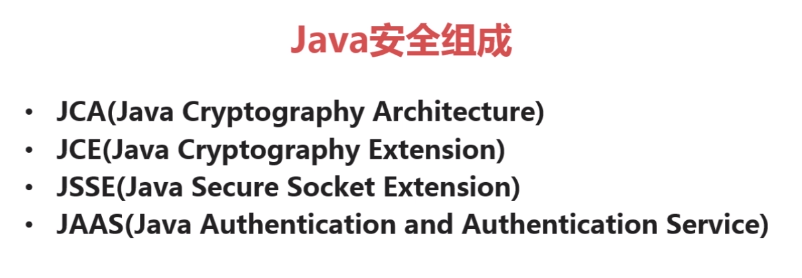 Java安全组成
• JCA(Java Cryptography Architecture)
• JCE(Java Cryptography Extension)
• JSSE(Java Secure Socket Extension)
• JAAS(Java Authentication and Authentication Service)